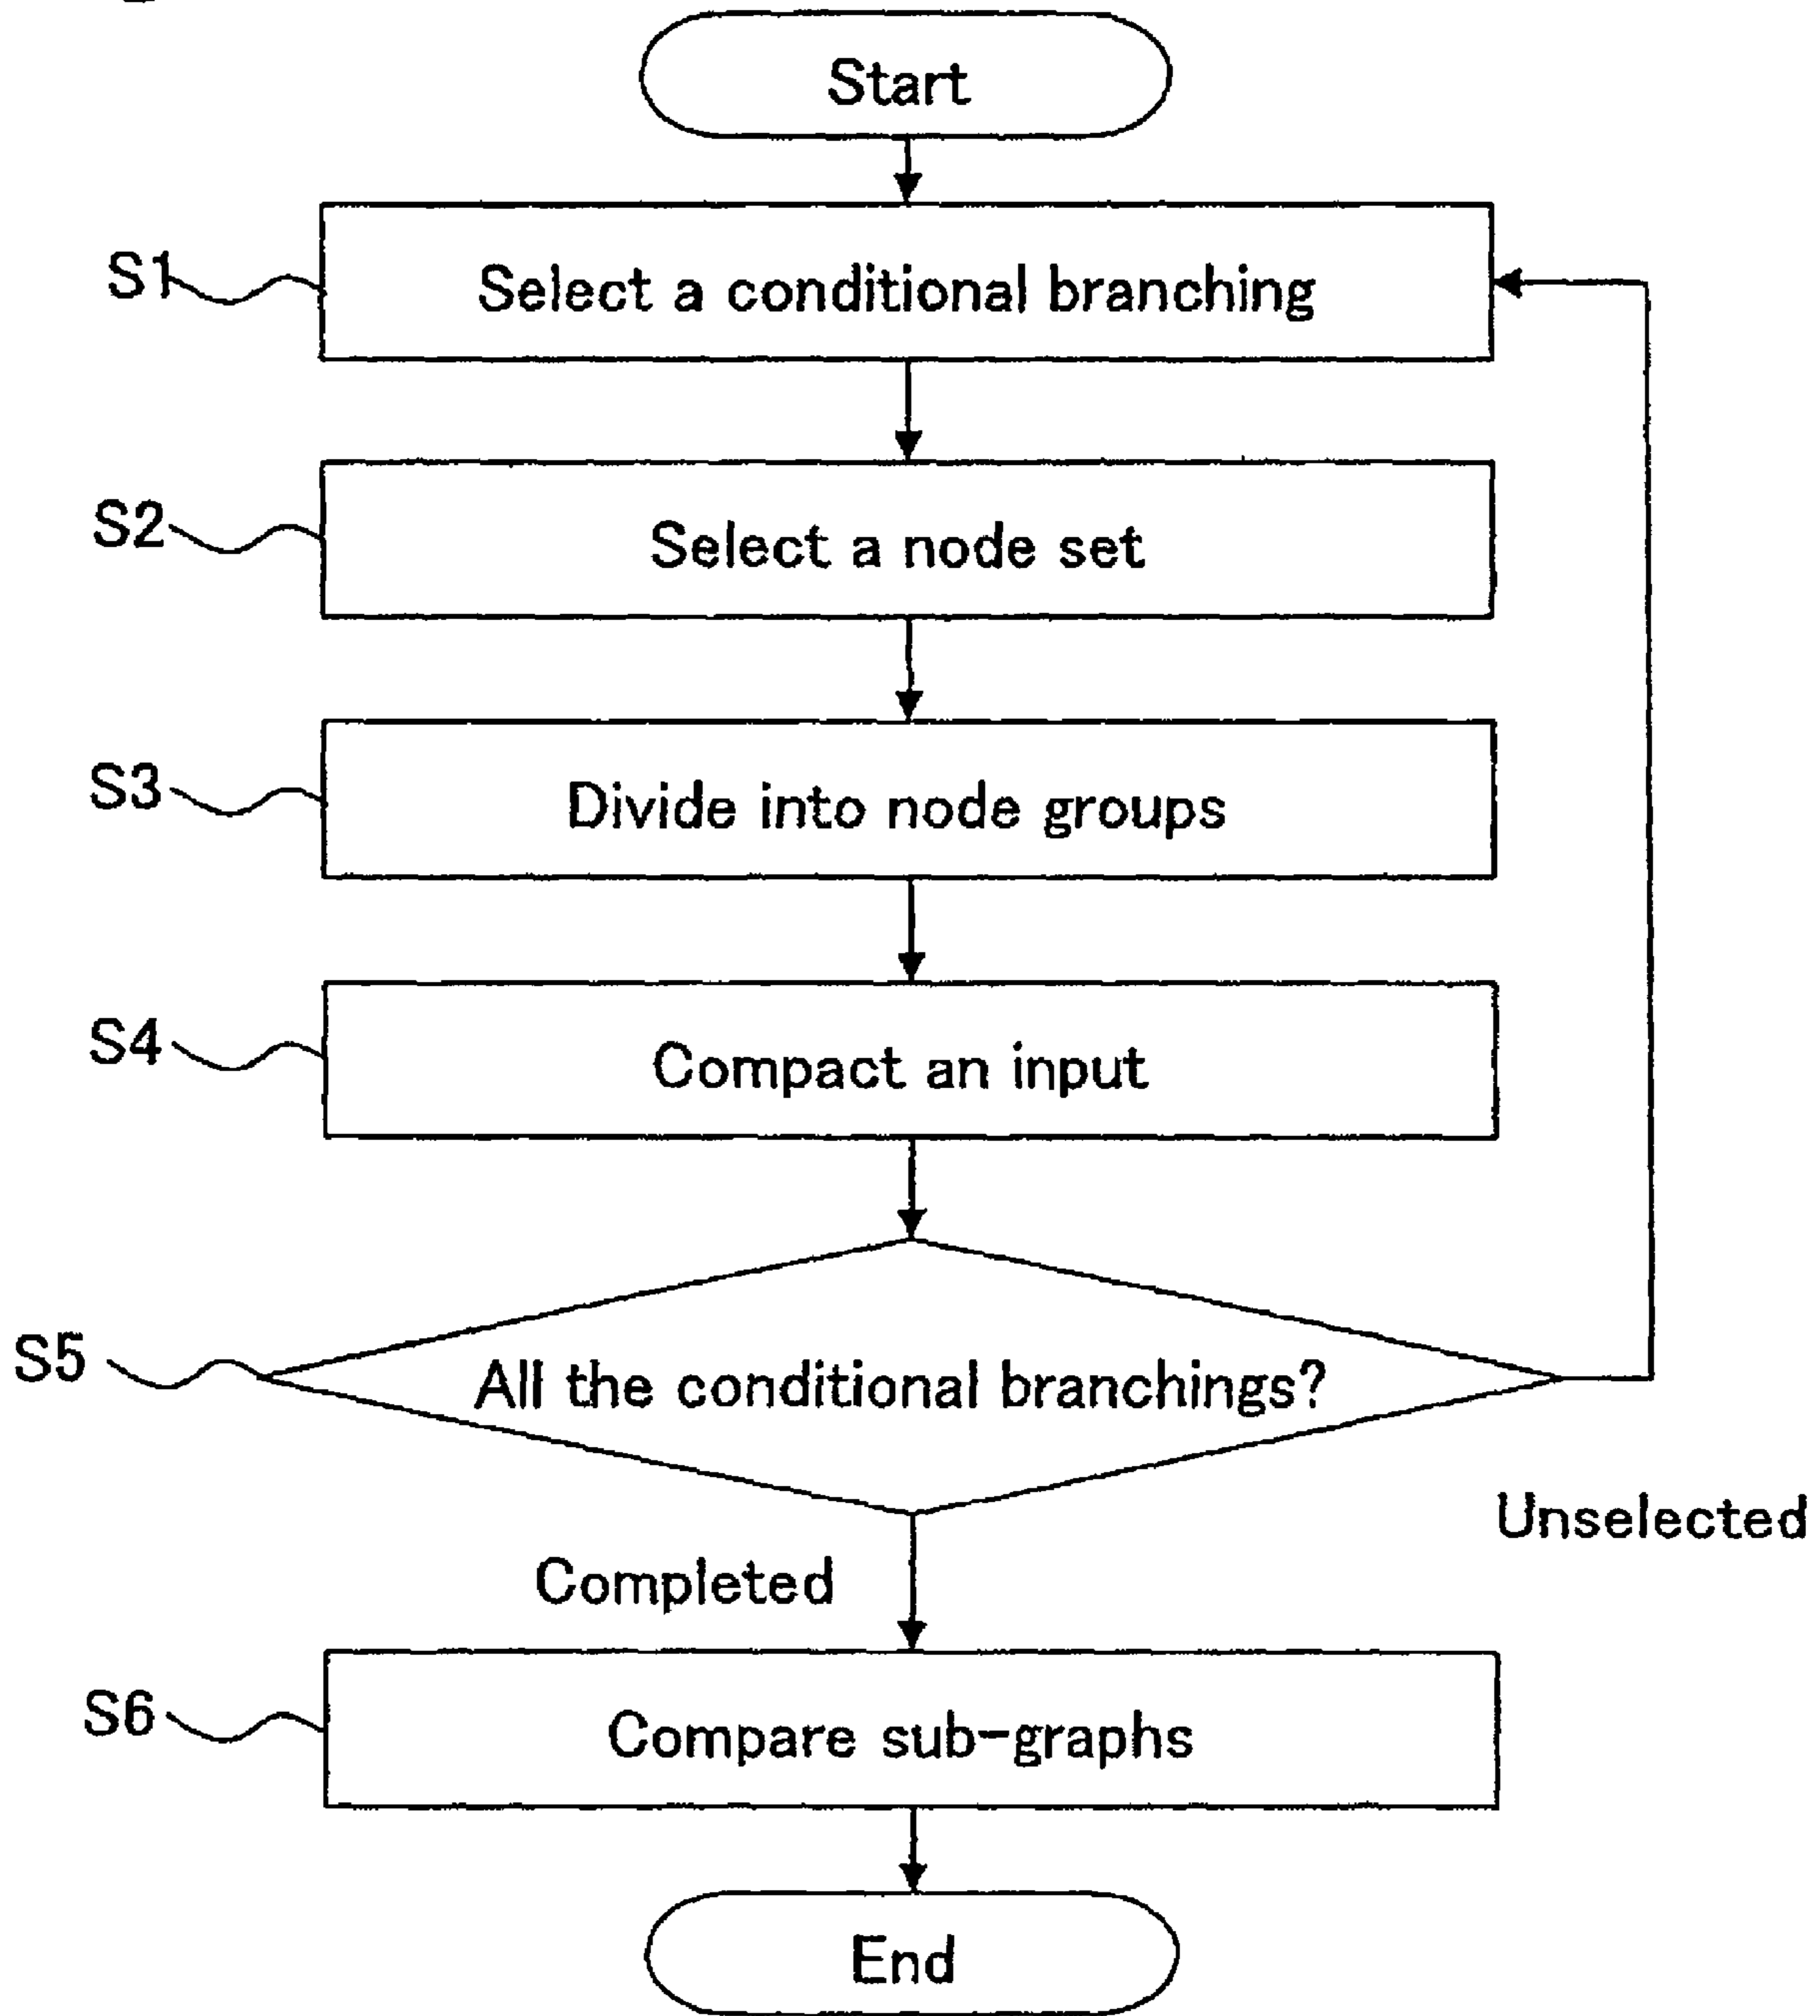 Start
S1
Select a conditional branching
S2
Select a node set
S3
Divide into node groups
S4
Compact an input
S5
All the conditional branchings?
Unselected
Completed
S6
Compare sub-graphs
End